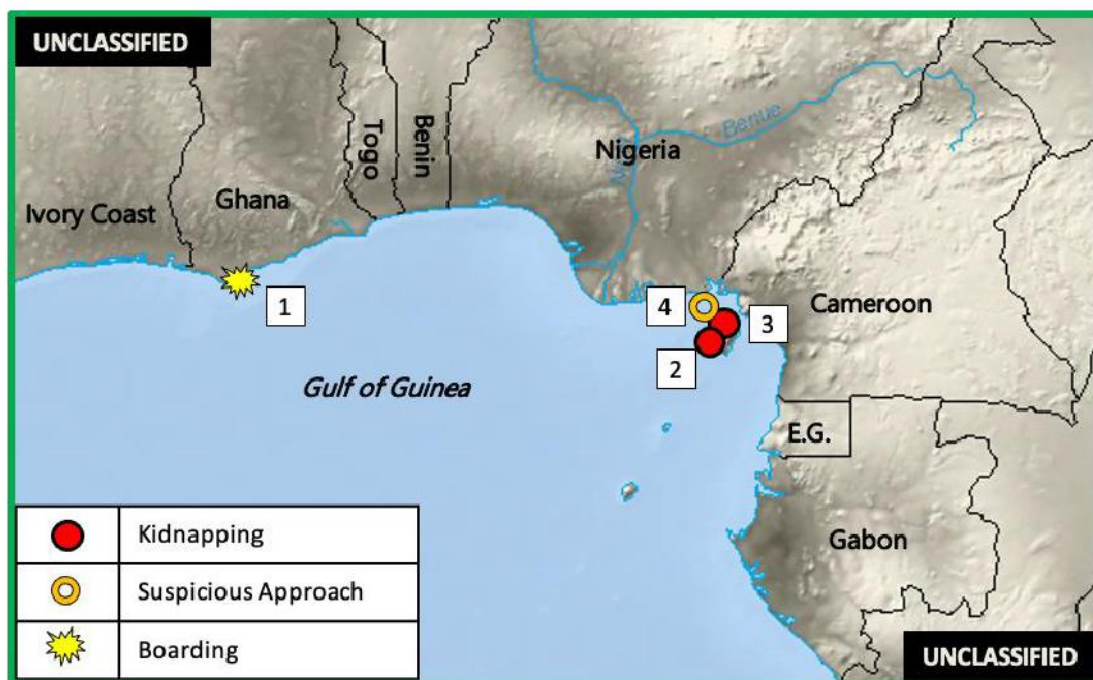 UNCLASSIFIED
Benue
Nigeria
Togo
Benin
Ghana
Ivory Coast
1
4
3
Cameroon
2
Gulf of Guinea
E.G.
Gabon
Kidnapping
Suspicious Approach
Boarding
UNCLASSIFIED